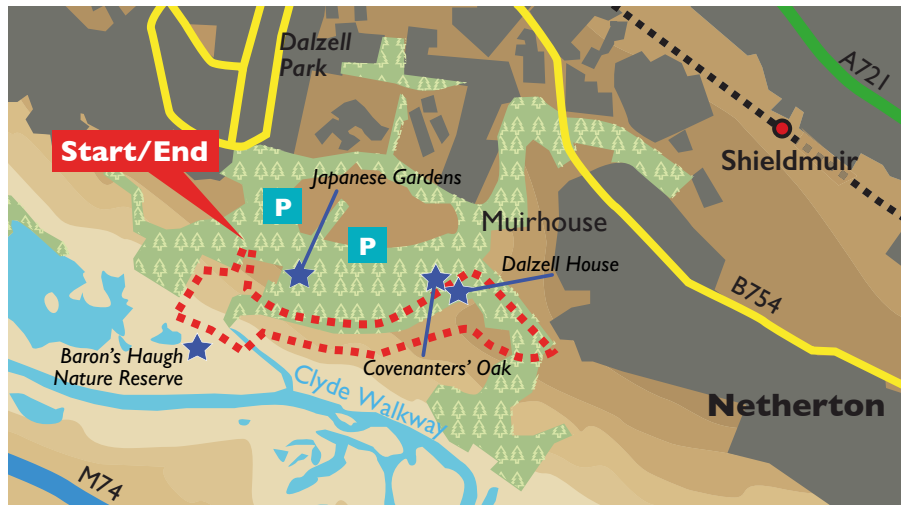 Dalzell
Park
A721
Start/End
Shieldmuir
Japanese Gardens
P
P
Muirhouse
Dalzell House
B754
Baron's Haugh
Nature Reserve
Covenanters' Oak
Clyde Walkway
Netherton
M74